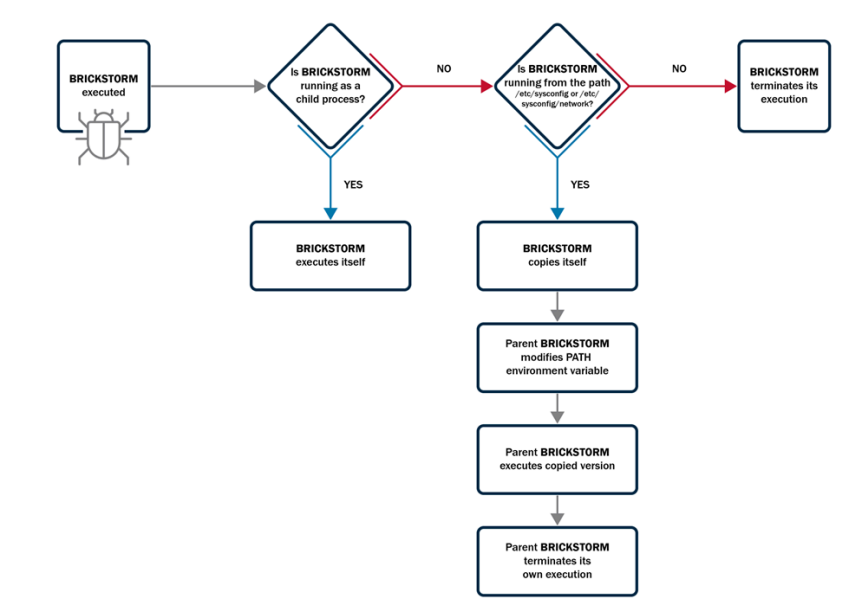 BRICKSTORM
executed
Is BRICKSTORM
running as a
child process?
NO
Is BRICKSTORM
running from the path
/etc/sysconfig or /etc/
sysconfig/network?
NO
BRICKSTORM
terminates its
execution
YES
YES
BRICKSTORM
executes itself
BRICKSTORM
copies itself
Parent BRICKSTORM
modifies PATH
environment variable
Parent BRICKSTORM
executes copied version
Parent BRICKSTORM
terminates its
own execution